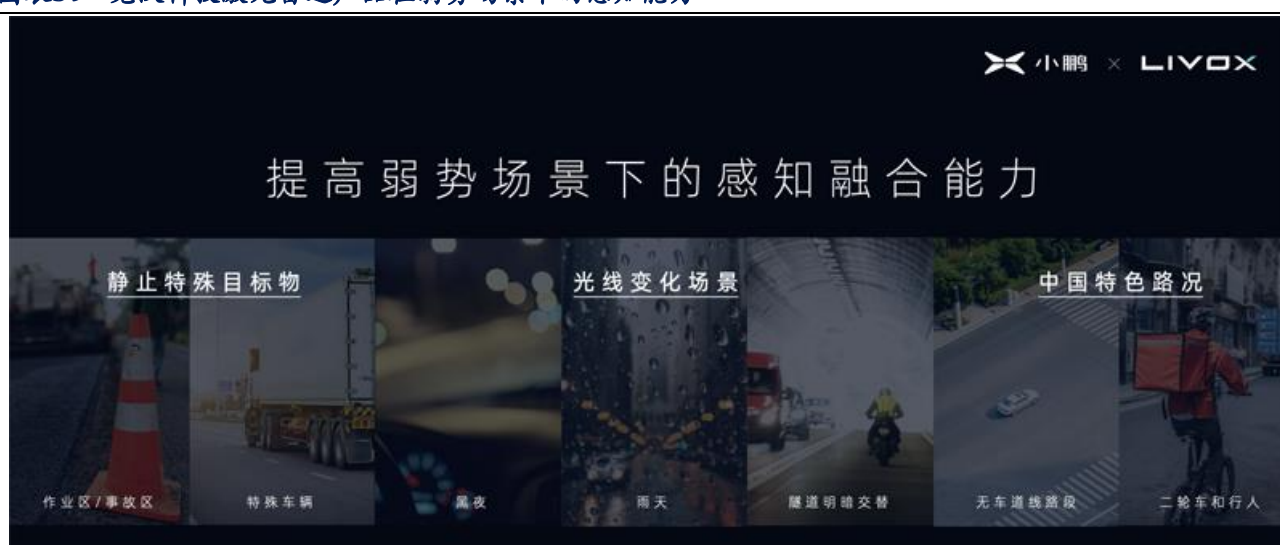 小鹏 × LIVOX
提高弱势场景下的感知融合能力
静止特殊目标物
光线变化场景
中国特色路况
作业区/事故区
特殊车辆
黑夜
雨天
隧道明暗交替
无车道线路段
二轮车和行人